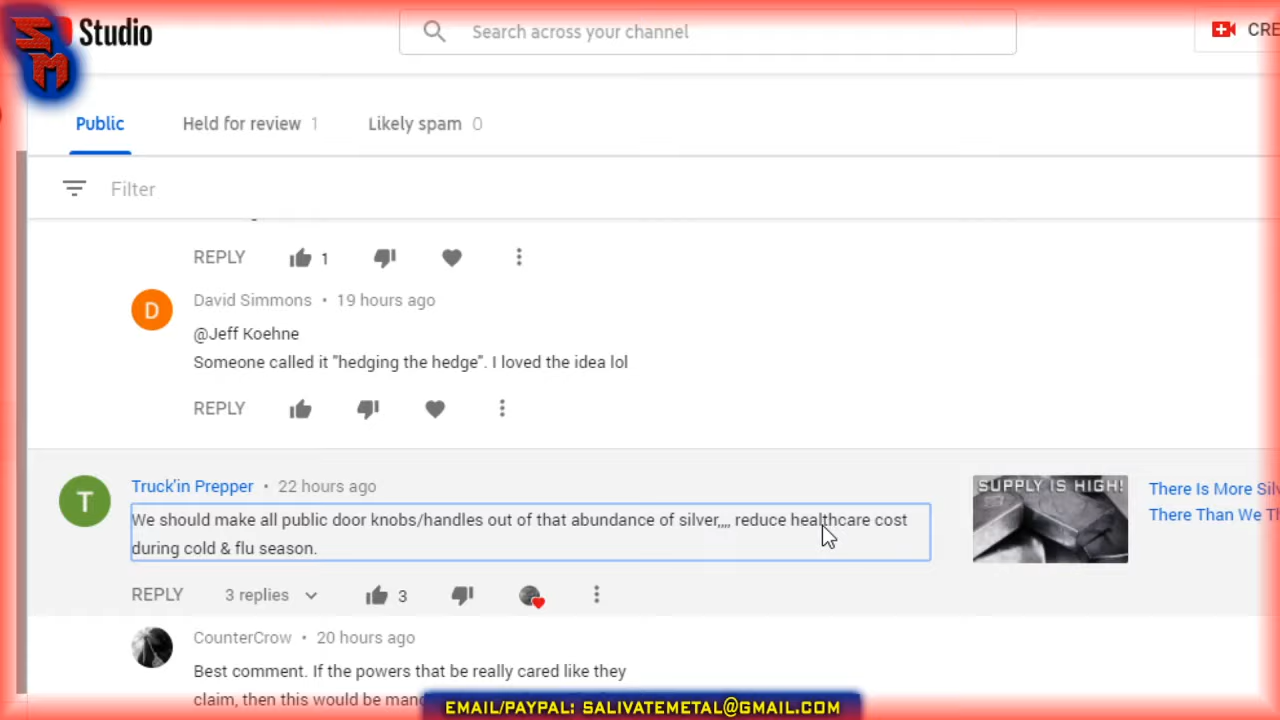 SM
Studio
Search across your channel
CRE
Public
Held for review 1
Likely spam 0
Filter
REPLY
1
D
David Simmons • 19 hours ago
@Jeff Koehne
Someone called it "hedging the hedge". I loved the idea lol
REPLY
T
Truck'in Prepper • 22 hours ago
We should make all public door knobs/handles out of that abundance of silver,,,, reduce healthcare cost
during cold & flu season.
SUPPLY IS HIGH!
There Is More Sil
There Than We Th
REPLY
3 replies
3
CounterCrow • 20 hours ago
Best comment. If the powers that be really cared like they
claim, then this would be man
EMAIL/PAYPAL: SALIVATEMETAL@GMAIL.COM